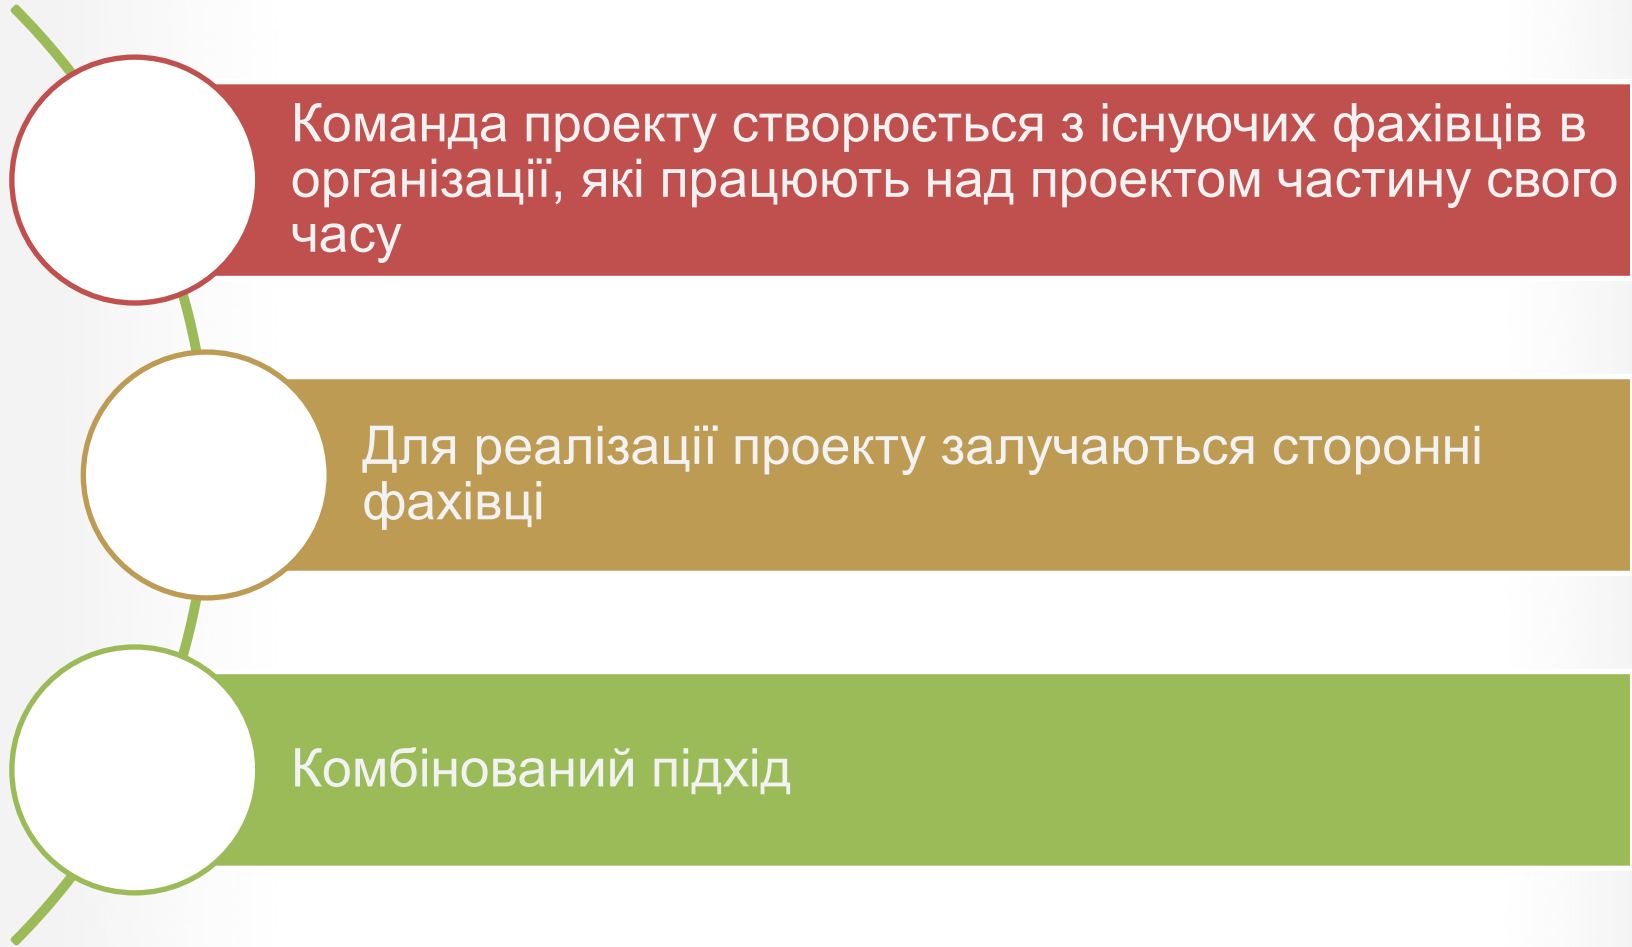 Команда проекту створюється з існуючих фахівців в
організації, які працюють над проектом частину свого
часу
Для реалізації проекту залучаються сторонні
фахівці
Комбінований підхід